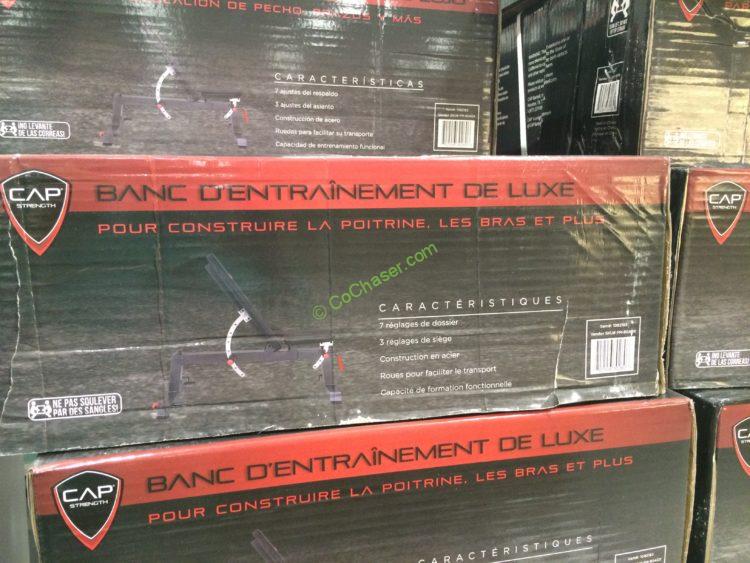 DE PECHO, BRAZOS Y MÁS
CARACTERÍSTICAS
7 ajustes del respaldo
3 ajustes del asiento
Construcción de acero
Ruedas para facilitar su transporte
Capacidad de entrenamiento funcional
¡NO LEVANTE
DE LAS CORREAS!
CAP
STRENGTH
BANC D'ENTRAÎNEMENT DE LUXE
POUR CONSTRUIRE LA POITRINE, LES BRAS ET PLUS
© CoChaser.com
CARACTÉRISTIQUES
7 réglages de dossier
3 réglages de siège
Construction en acier
Roues pour faciliter le transport
Capacité de formation fonctionnelle
NE PAS SOULEVER
PAR DES SANGLES!
CAP
STRENGTH
¡NO LEVANTE
DE LAS CORREAS!
CAP
STRENGTH
BANC D'ENTRAÎNEMENT DE LUXE
POUR CONSTRUIRE LA POITRINE, LES BRAS ET PLUS
CARACTÉRISTIQUES